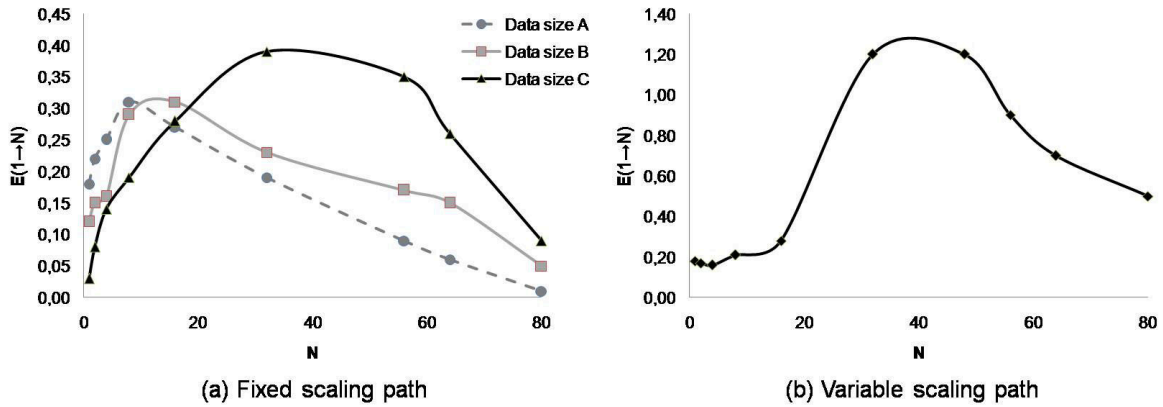 0,45
0,40
0,35
0,30
0,25
0,20
0,15
0,10
0,05
0,00
E(1→N)
0 20 40 60 80
N
Data size A
Data size B
Data size C
(a) Fixed scaling path
1,40
1,20
1,00
0,80
0,60
0,40
0,20
0,00
E(1→N)
0 20 40 60 80
N
(b) Variable scaling path